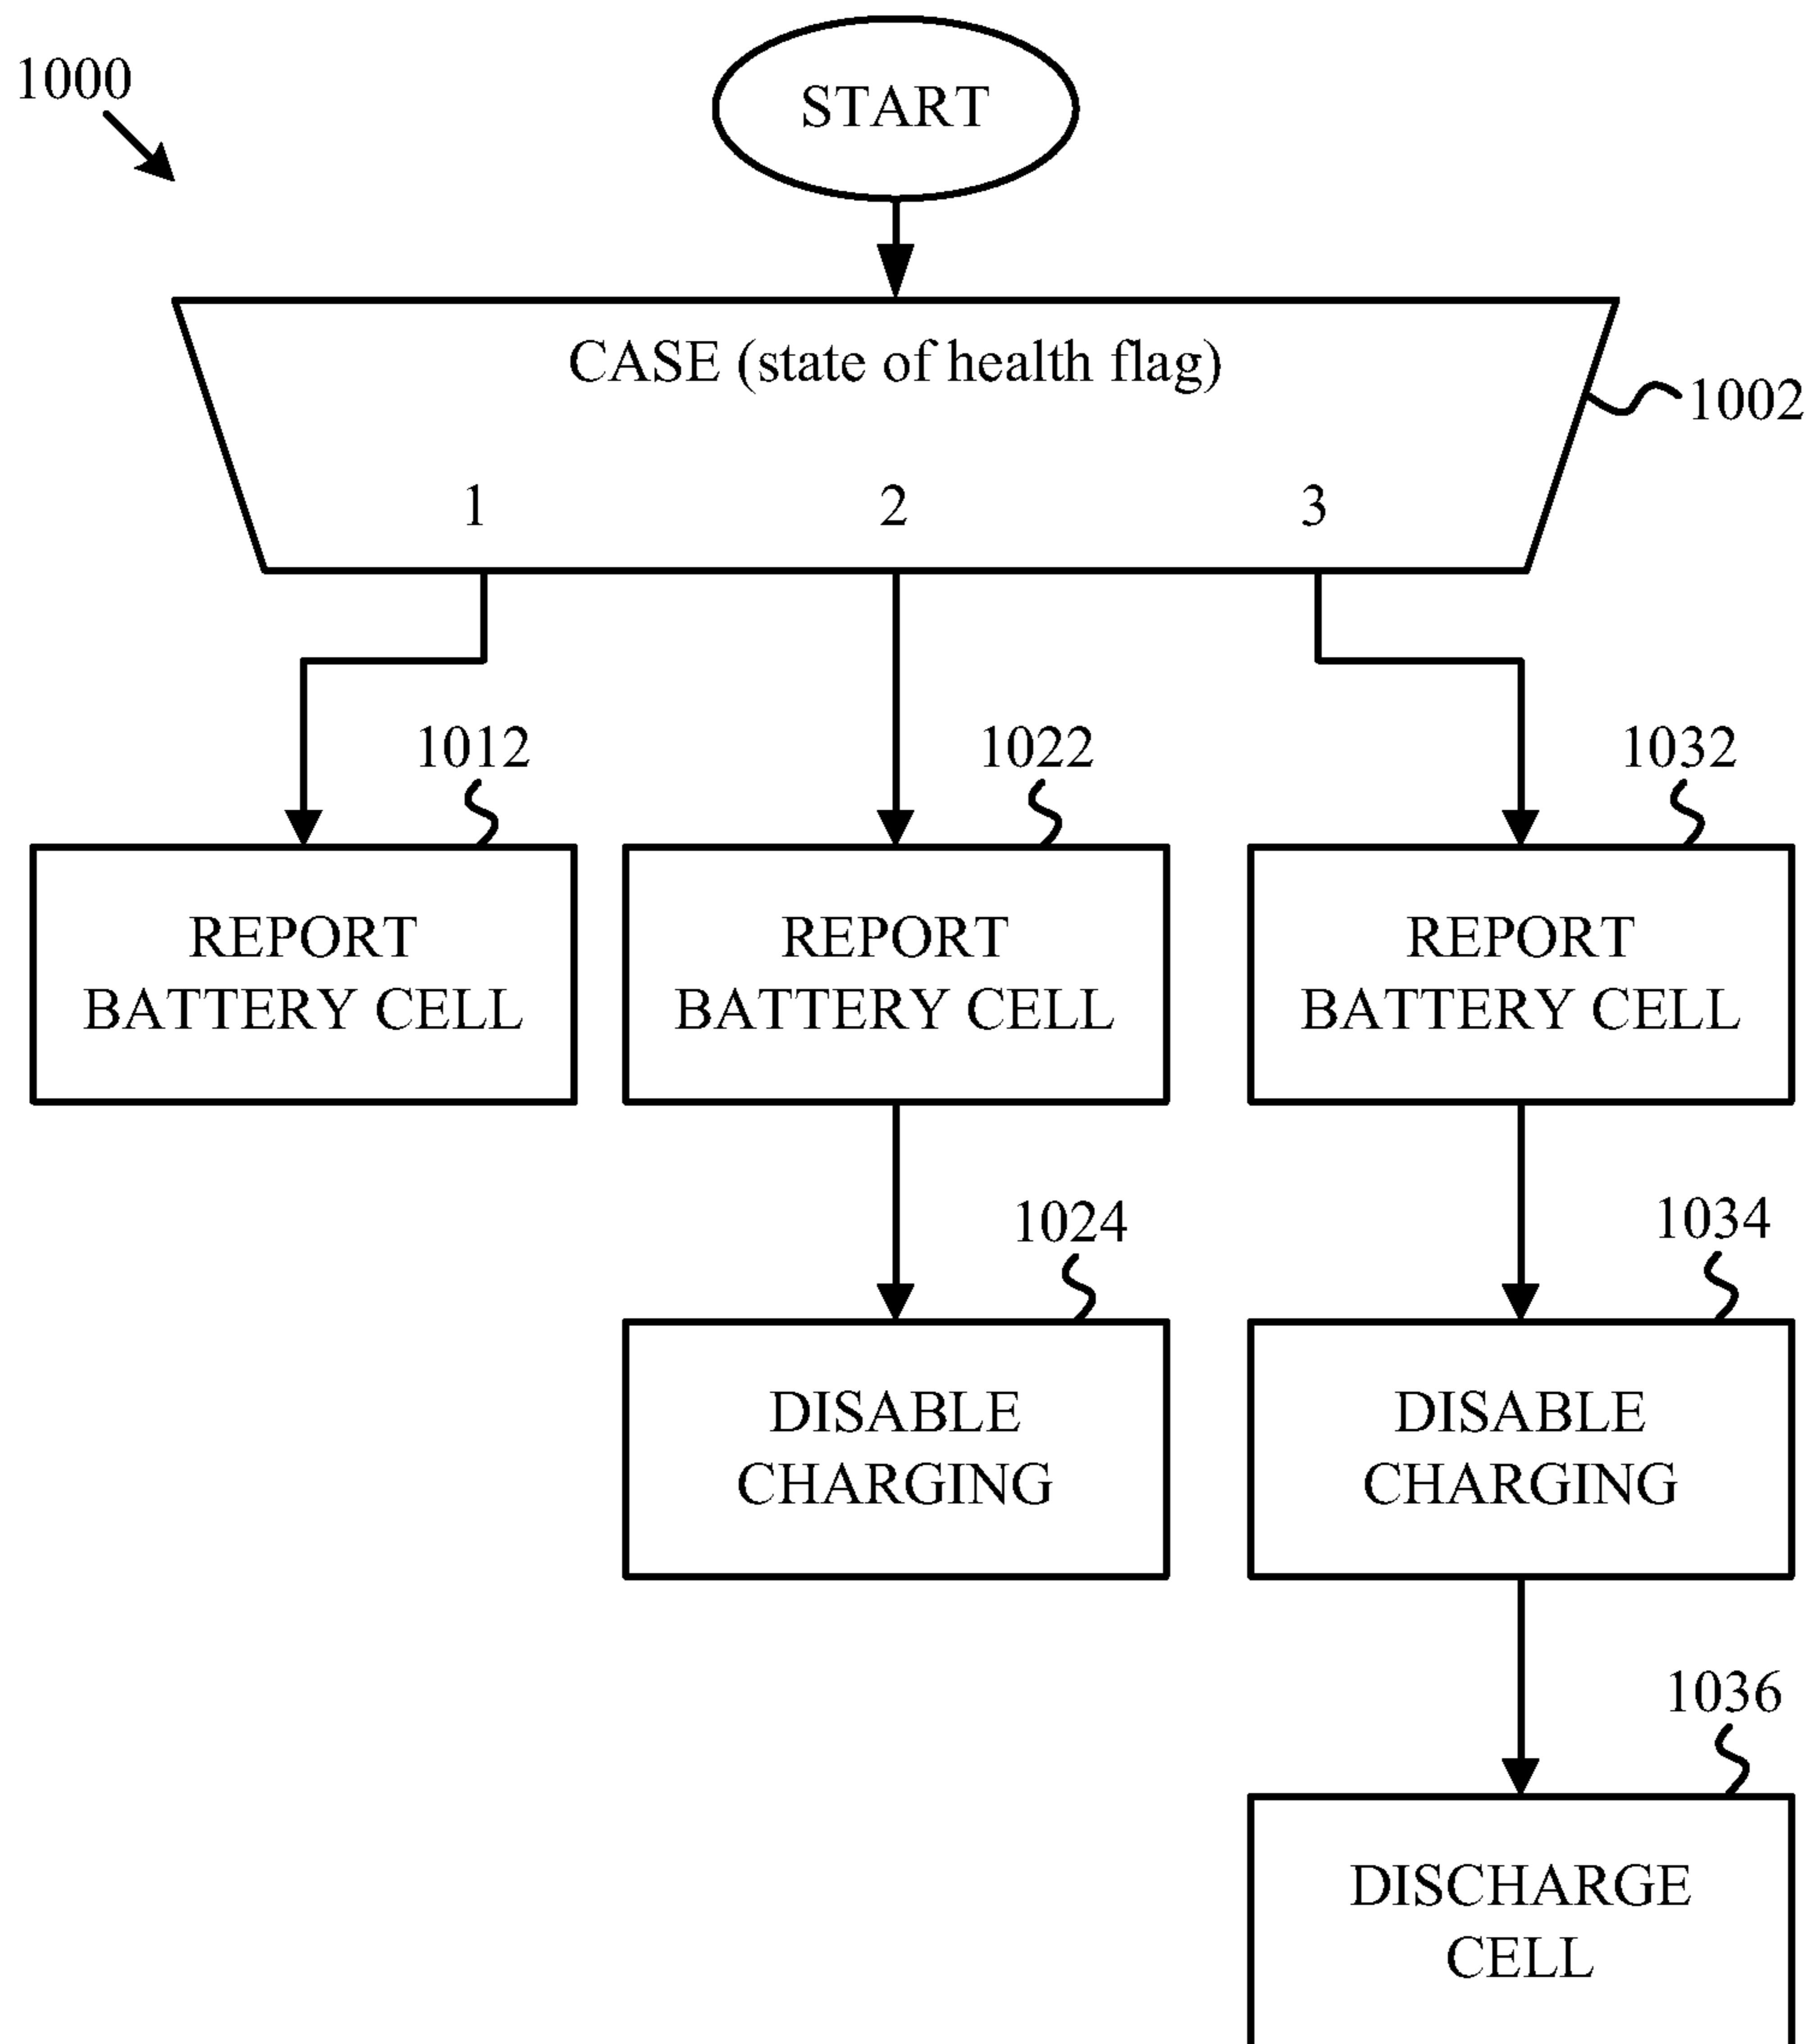 1000
START
CASE (state of health flag)
1002
1 2 3
1012 1022 1032
REPORT
BATTERY CELL
REPORT
BATTERY CELL
REPORT
BATTERY CELL
1024 1034
DISABLE
CHARGING
DISABLE
CHARGING
1036
DISCHARGE
CELL